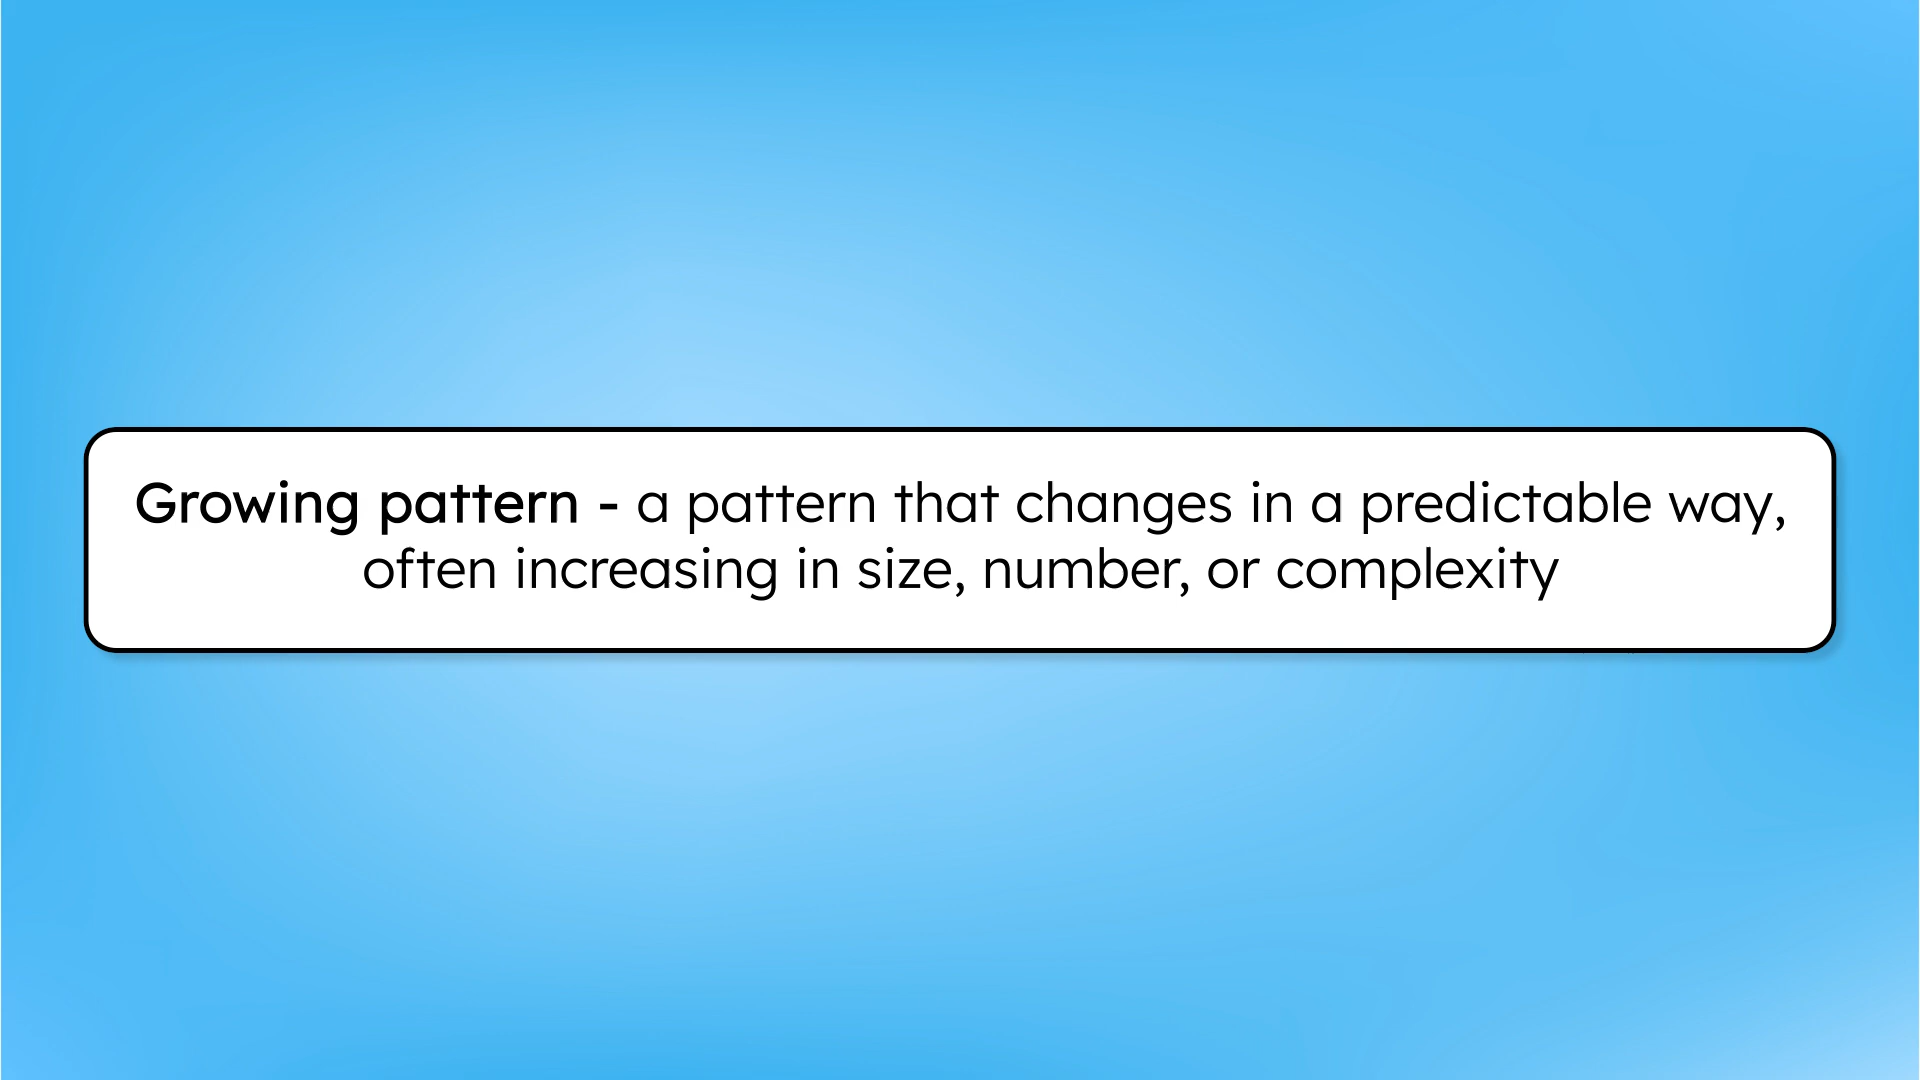 Growing pattern - a pattern that changes in a predictable way,
often increasing in size, number, or complexity